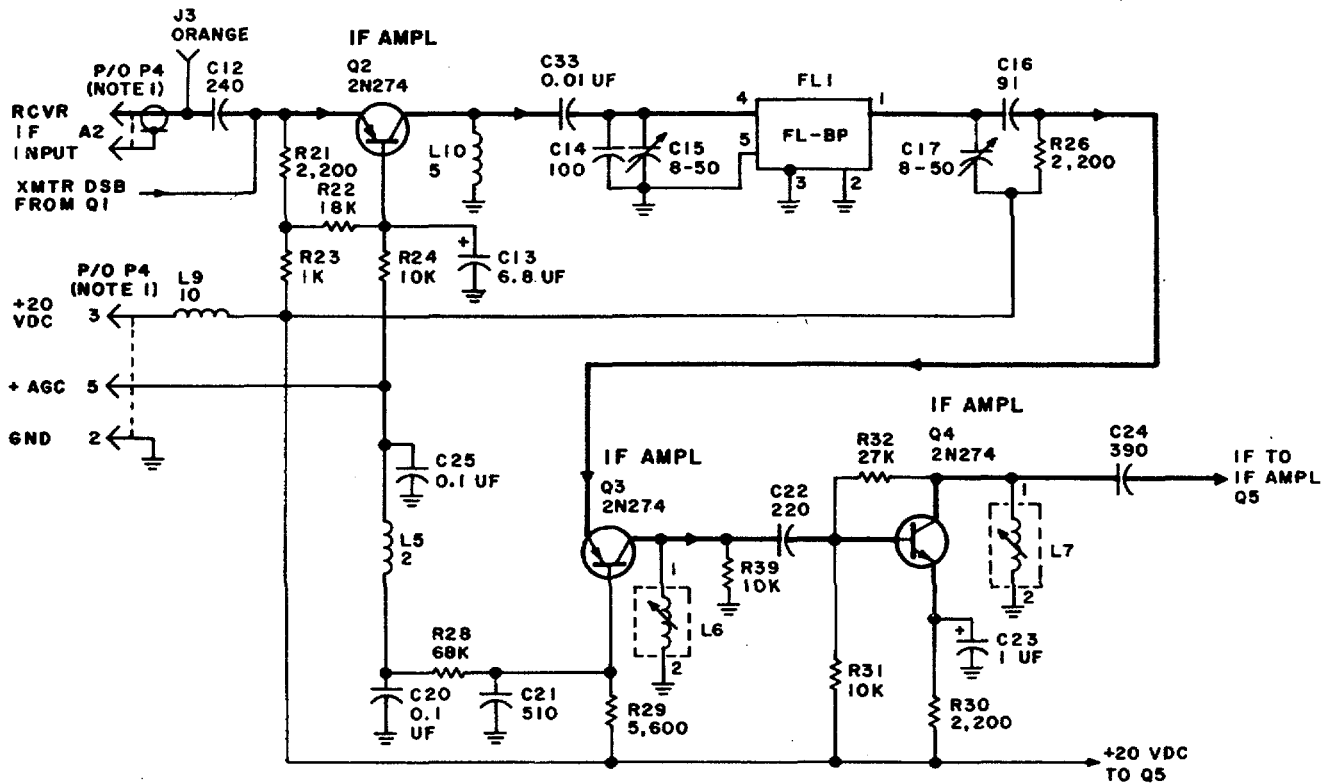 J3
ORANGE
IF AMPL
P/O P4
(NOTE 1)
C12
240
Q2
2N274
C33
0.01 UF
FL1
C16
91
RCVR
IF
INPUT
A2
4
1
FL-BP
5
3
2
R21
2,200
L10
5
C14
100
C15
8-50
C17
8-50
R26
2,200
XMTR DSB
FROM Q1
R22
18K
R23
1K
R24
10K
+
C13
6.8 UF
P/O P4
(NOTE 1)
L9
10
+20
VDC
3
+ AGC
5
GND
2
C25
0.1 UF
IF AMPL
Q3
2N274
IF AMPL
Q4
2N274
R32
27K
C24
390
IF TO
IF AMPL
Q5
C22
220
L5
2
1
L6
2
R39
10K
1
L7
2
R28
68K
C20
0.1
UF
C21
510
R29
5,600
R31
10K
+
C23
1 UF
R30
2,200
+20 VDC
TO Q5